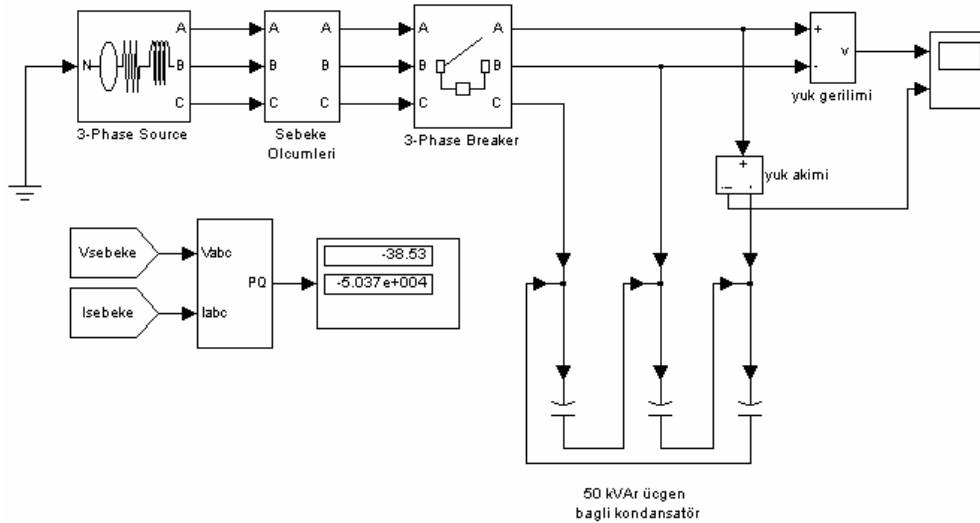 A A A A A
N B B B B B
C C C C C
+ - v
3-Phase Source
Sebeke
Olcumleri
3-Phase Breaker
yuk gerilimi
+
yuk akimi
Vsebeke
Vabc
PQ
-38.53
-5.037e+004
Isebeke
Iabc
50 kVAr ücgen
bagli kondansatör